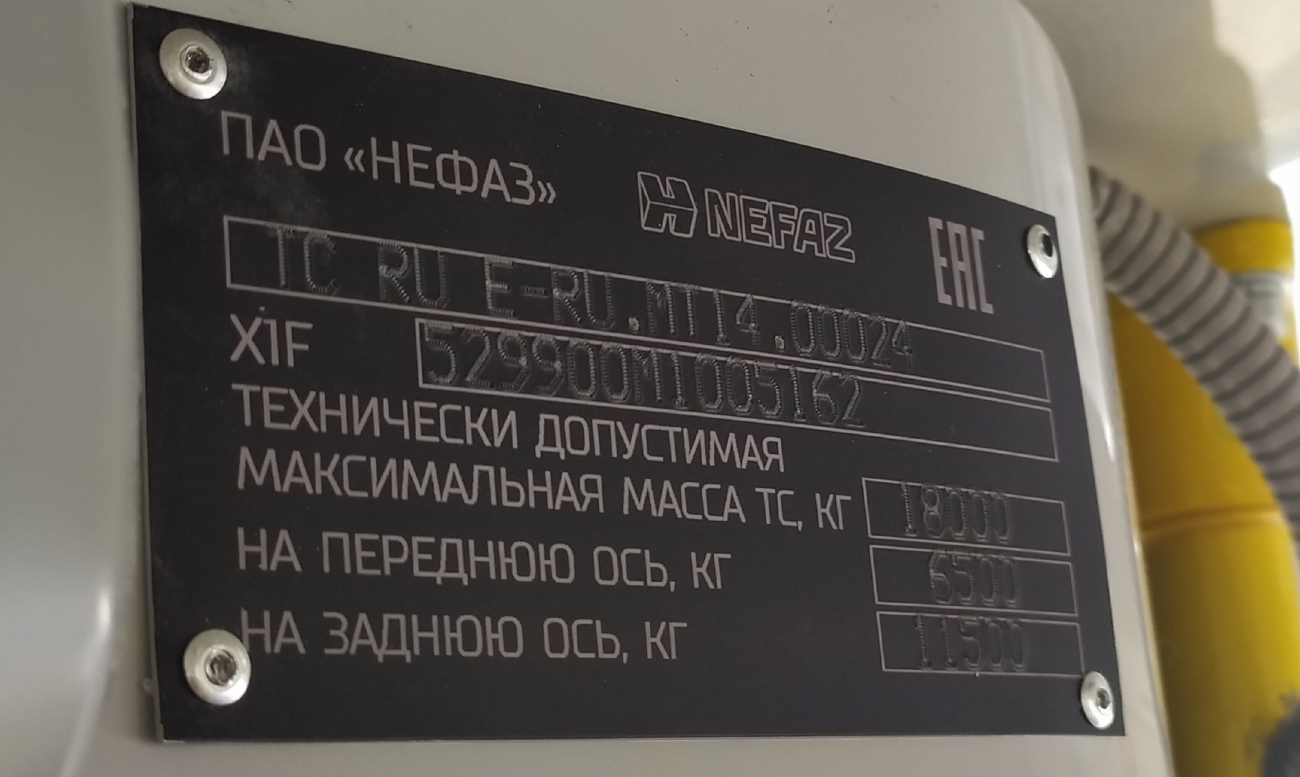 ПАО «НЕФАЗ» NEFAZ EAC
TC RU E-RU.MT14.00024
X1F 529900M1005162
ТЕХНИЧЕСКИ ДОПУСТИМАЯ
МАКСИМАЛЬНАЯ МАССА ТС, КГ 18000
НА ПЕРЕДНЮЮ ОСЬ, КГ 6500
НА ЗАДНЮЮ ОСЬ, КГ 11500